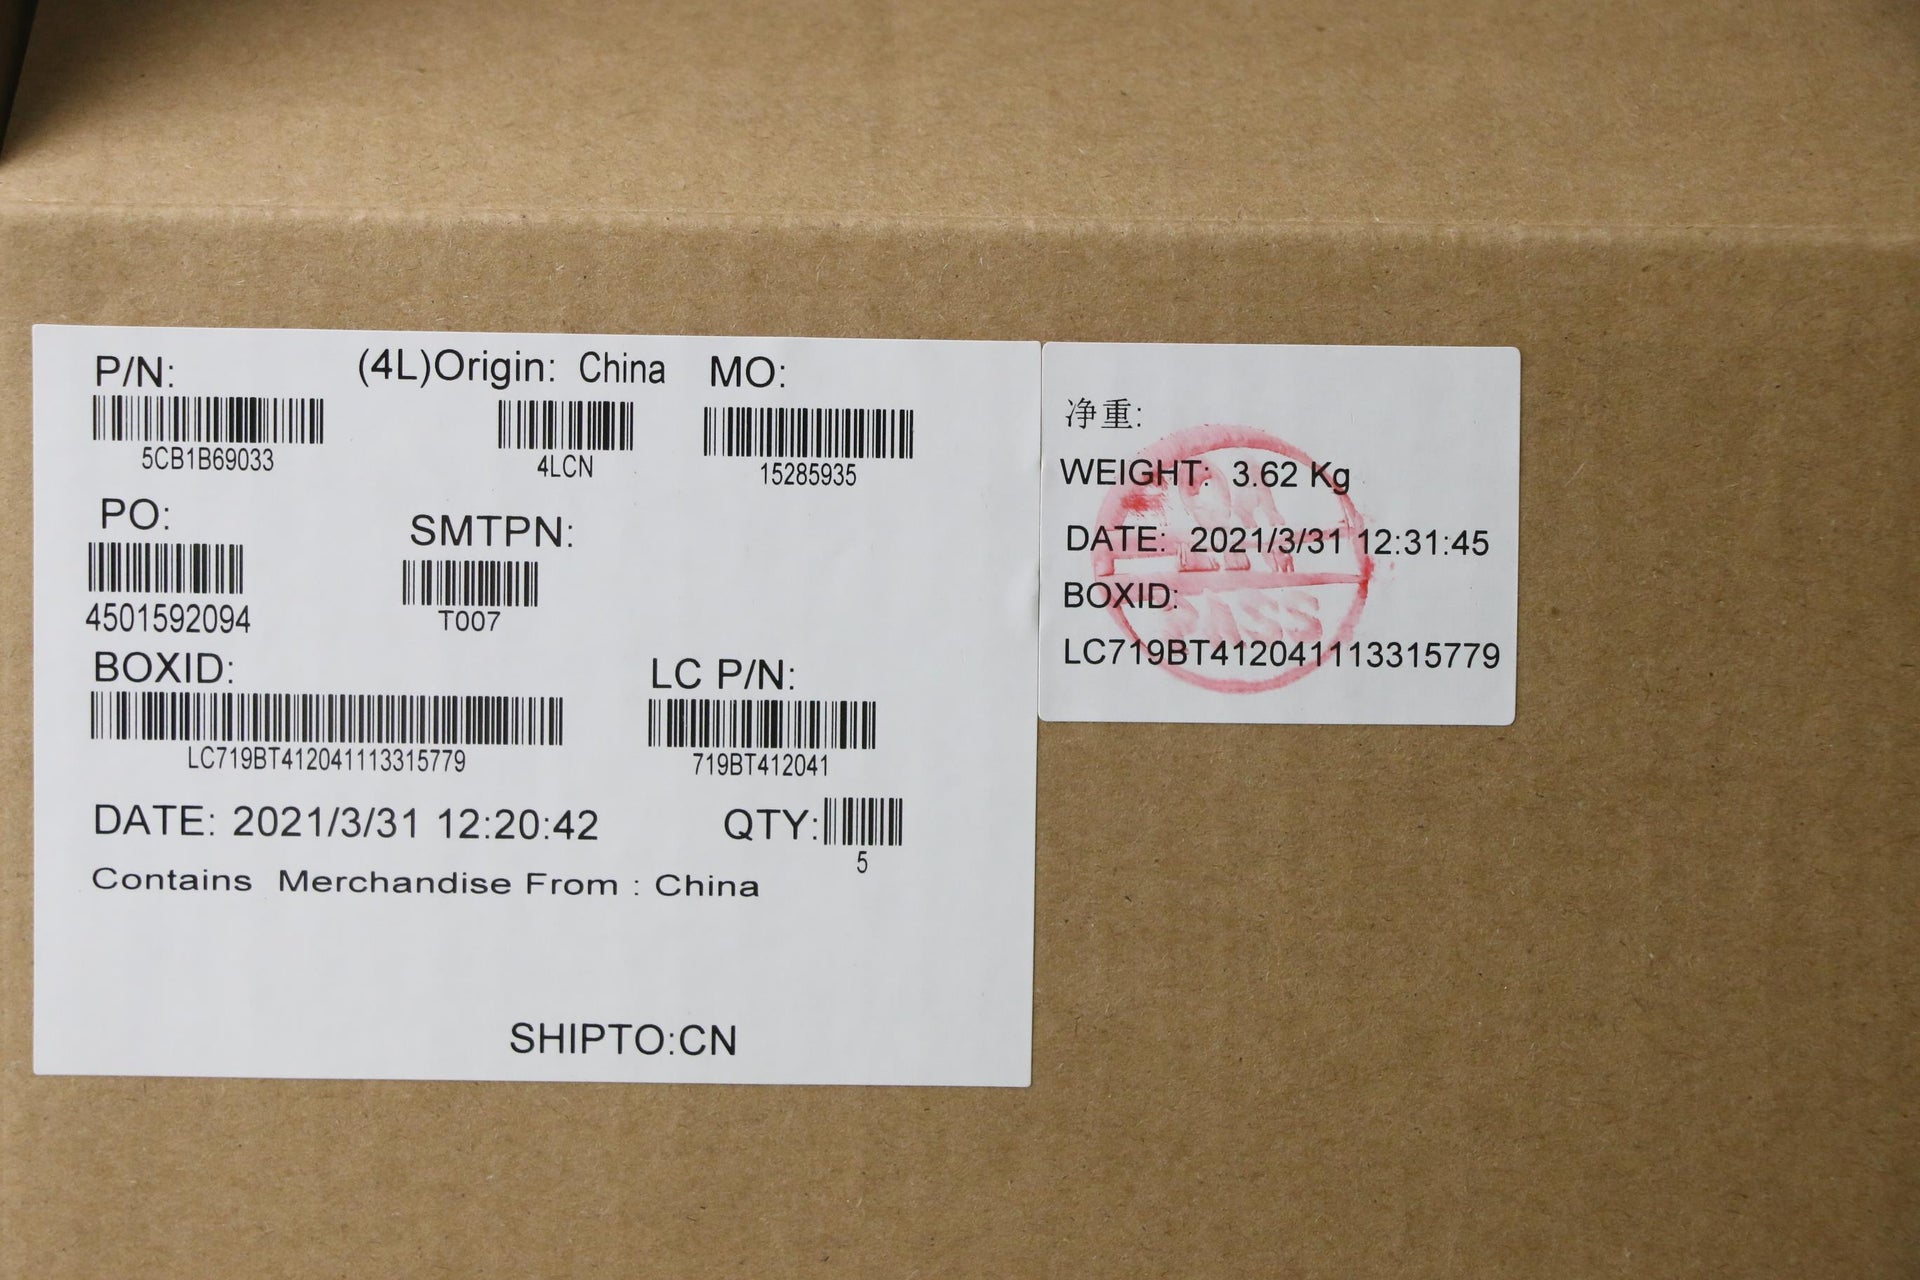 P/N: (4L)Origin: China MO:
5CB1B69033 4LCN 15285935
PO: SMTPN:
4501592094 T007
BOXID: LC P/N:
LC719BT412041113315779 719BT412041
DATE: 2021/3/31 12:20:42 QTY:
5
Contains Merchandise From : China
SHIPTO:CN
净重:
WEIGHT: 3.62 Kg
DATE: 2021/3/31 12:31:45
BOXID:
LC719BT412041113315779
PASS